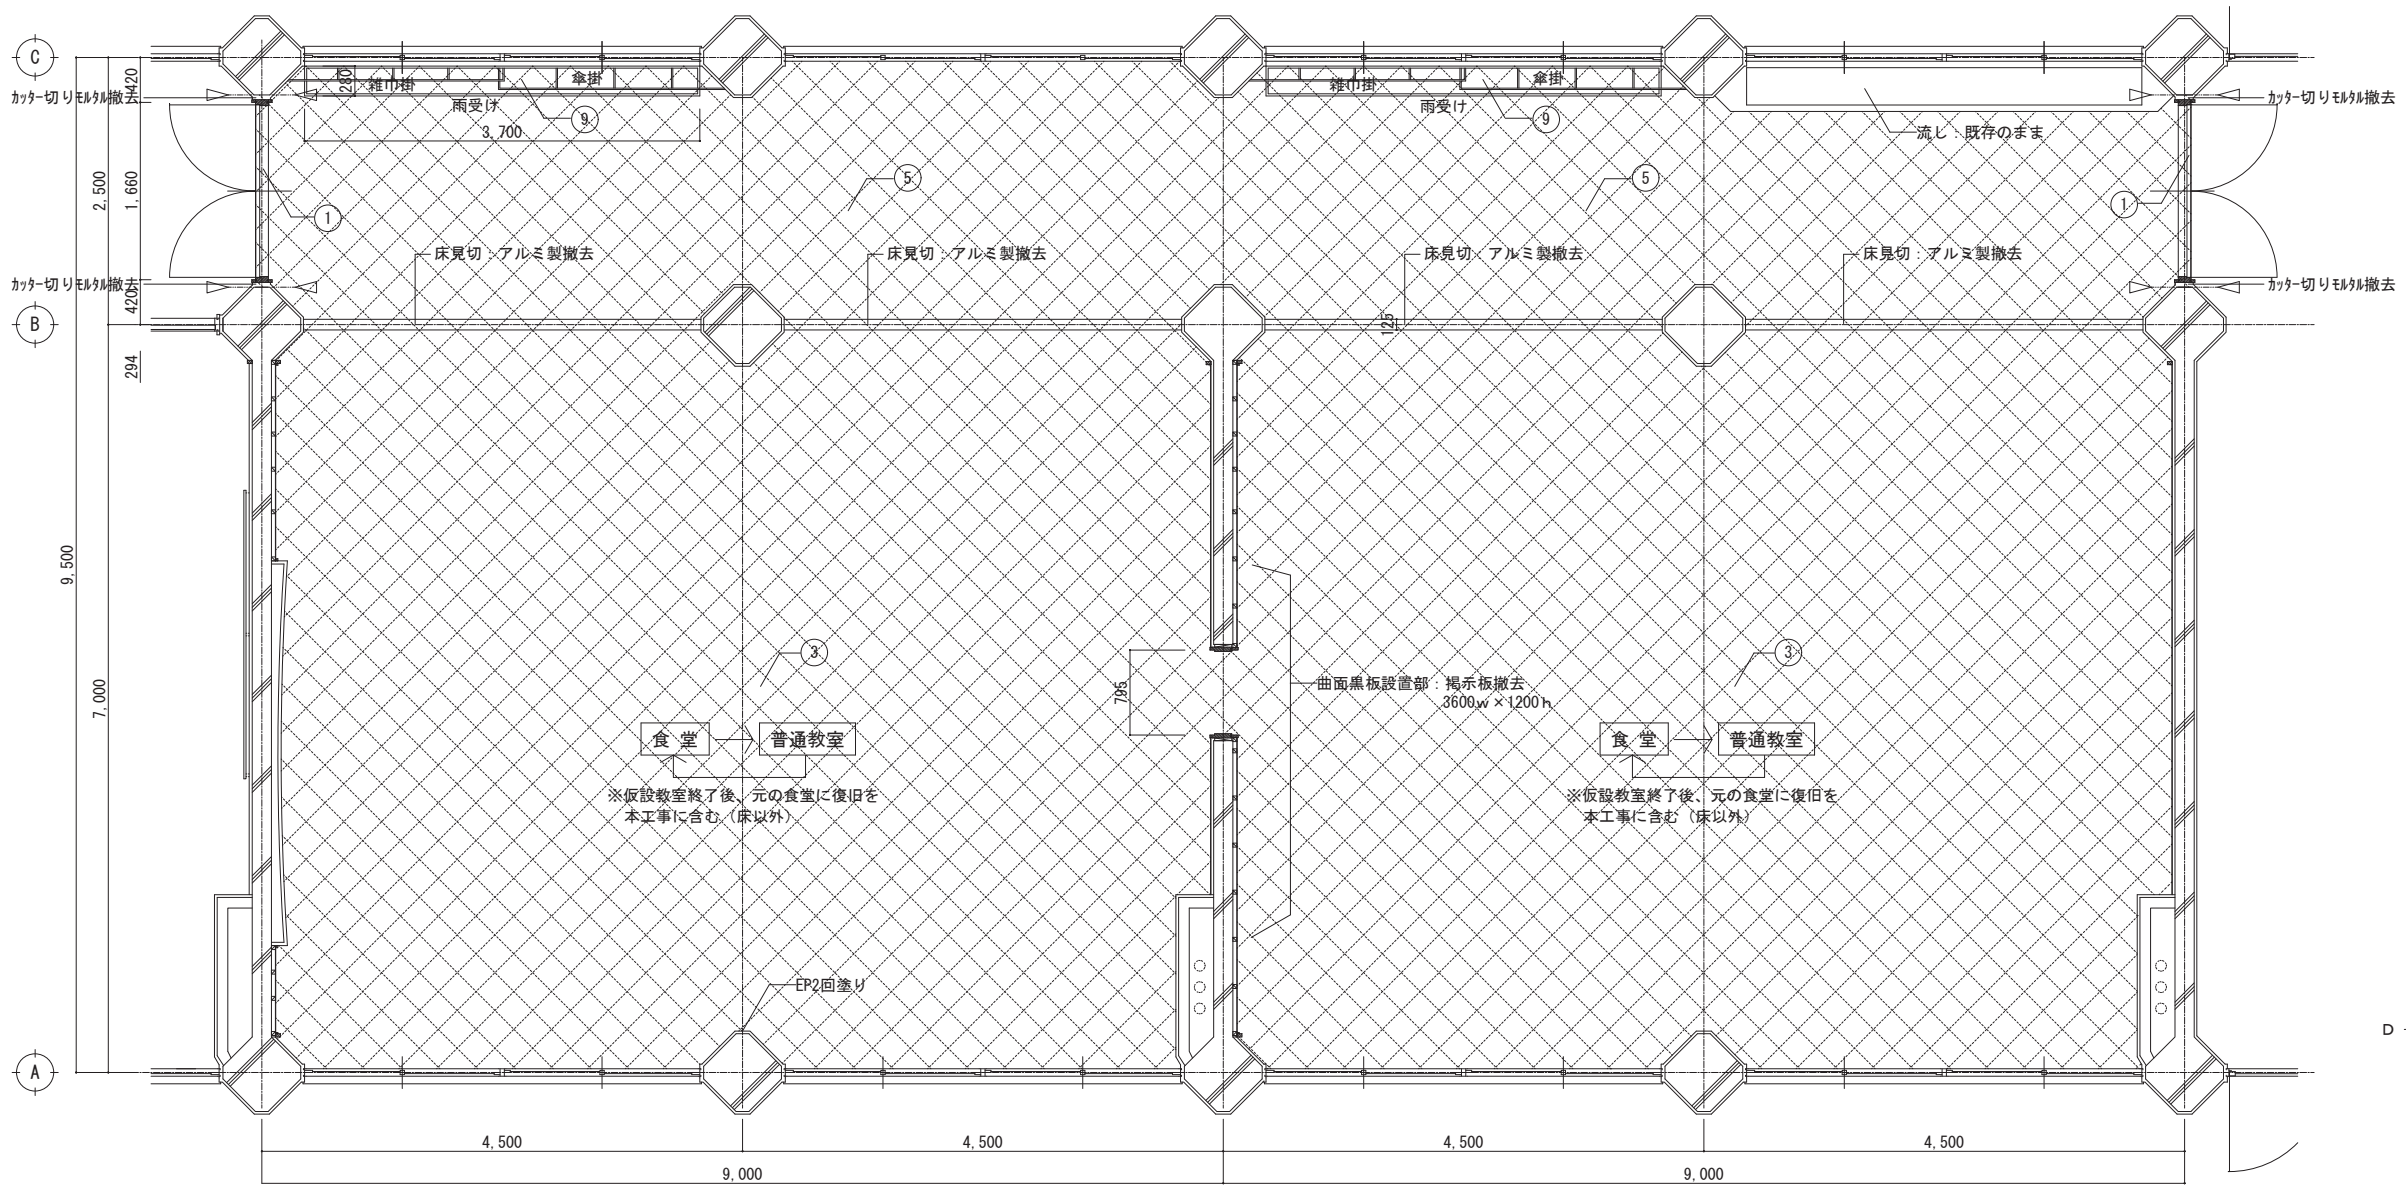 C
420
280
雑巾掛
傘掛
雑巾掛
傘掛
カッター切りモルタル撤去
カッター切りモルタル撤去
雨受け
9
雨受け
9
3,700
流し：既存のまま
2,500
1,660
5
5
1
1
床見切：アルミ製撤去
床見切：アルミ製撤去
床見切：アルミ製撤去
床見切：アルミ製撤去
カッター切りモルタル撤去
カッター切りモルタル撤去
420
B
125
294
9,500
7,000
3
3
795
曲面黒板設置部：掲示板撤去
3600w×1200h
食 堂
普通教室
食 堂
普通教室
※仮設教室終了後、元の食堂に復旧を
本工事に含む（床以外）
※仮設教室終了後、元の食堂に復旧を
本工事に含む（床以外）
EP2回塗り
D
A
4,500
4,500
4,500
4,500
9,000
9,000